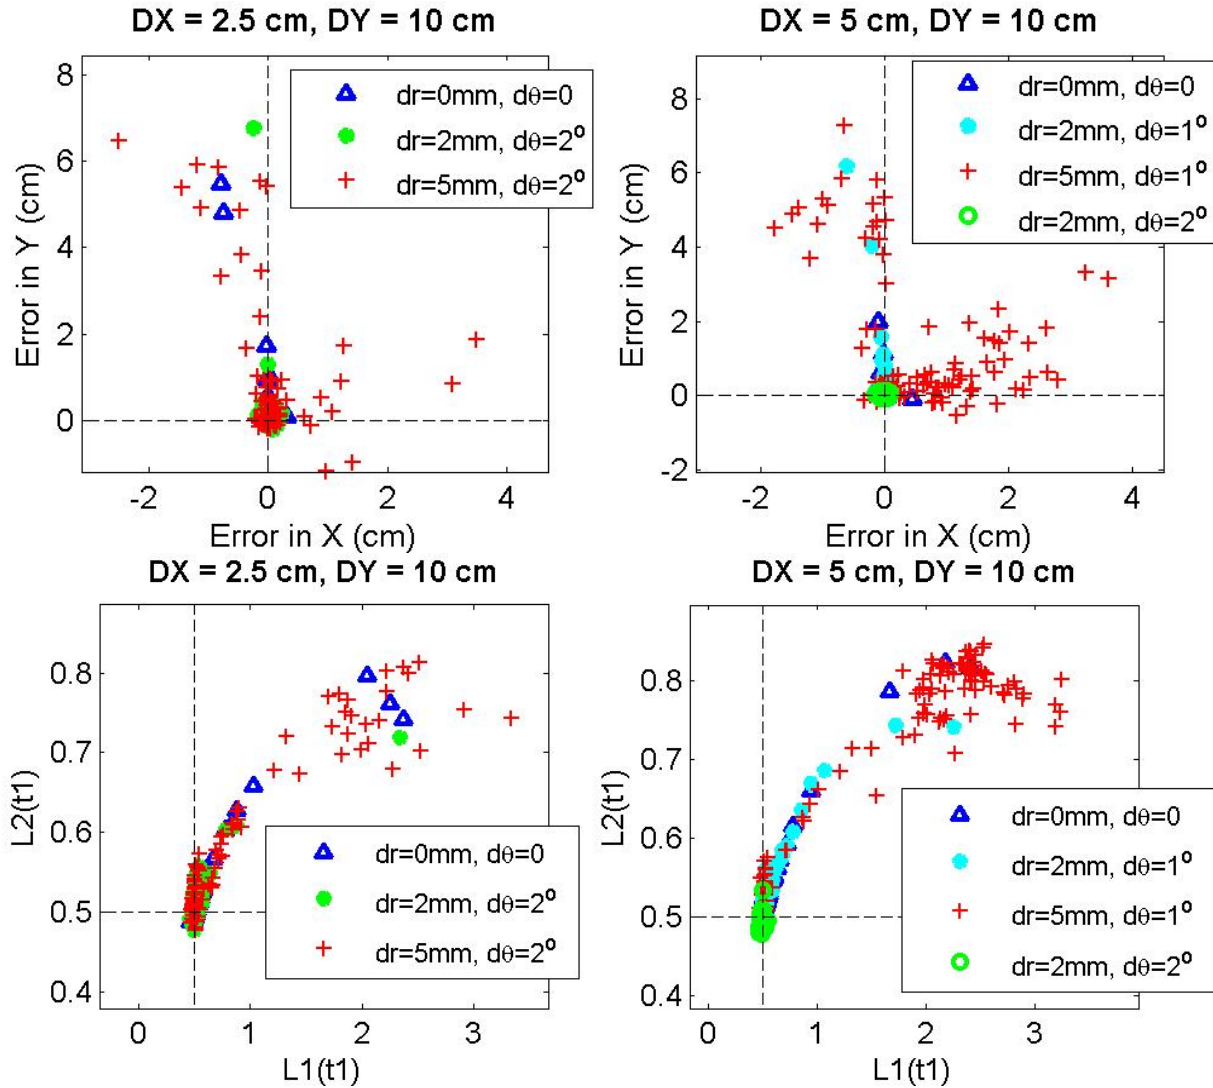 DX = 2.5 cm, DY = 10 cm
8
6
4
2
0
Error in Y (cm)
-2
0
2
4
Error in X (cm)
dr=0mm, dθ=0
dr=2mm, dθ=2°
dr=5mm, dθ=2°
DX = 5 cm, DY = 10 cm
8
6
4
2
0
-2
Error in Y (cm)
-2
0
2
4
Error in X (cm)
dr=0mm, dθ=0
dr=2mm, dθ=1°
dr=5mm, dθ=1°
dr=2mm, dθ=2°
DX = 2.5 cm, DY = 10 cm
0.8
0.7
0.6
0.5
0.4
L2(t1)
0
1
2
3
L1(t1)
dr=0mm, dθ=0
dr=2mm, dθ=2°
dr=5mm, dθ=2°
DX = 5 cm, DY = 10 cm
0.8
0.7
0.6
0.5
0.4
L2(t1)
0
1
2
3
L1(t1)
dr=0mm, dθ=0
dr=2mm, dθ=1°
dr=5mm, dθ=1°
dr=2mm, dθ=2°